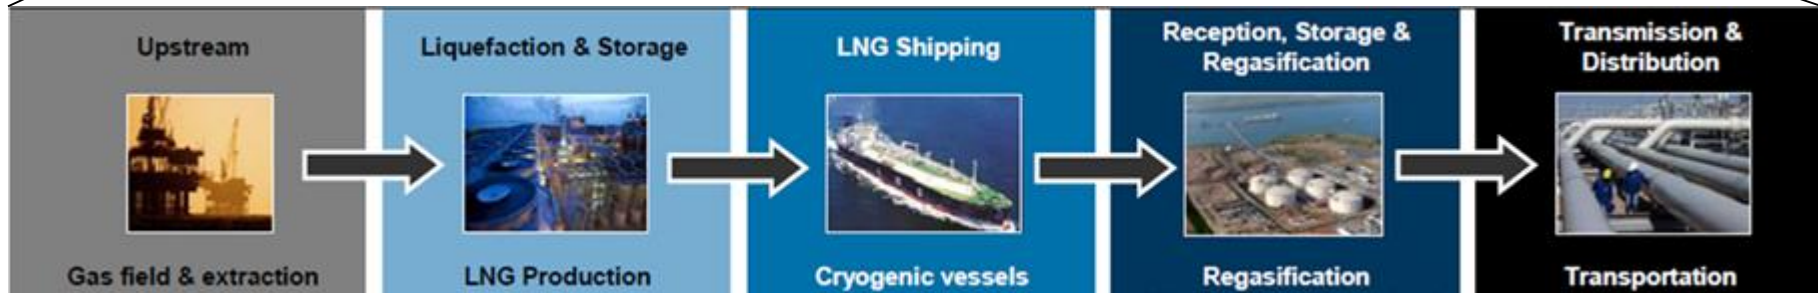 Upstream
Gas field & extraction
Liquefaction & Storage
LNG Production
LNG Shipping
Cryogenic vessels
Reception, Storage &
Regasification
Regasification
Transmission &
Distribution
Transportation